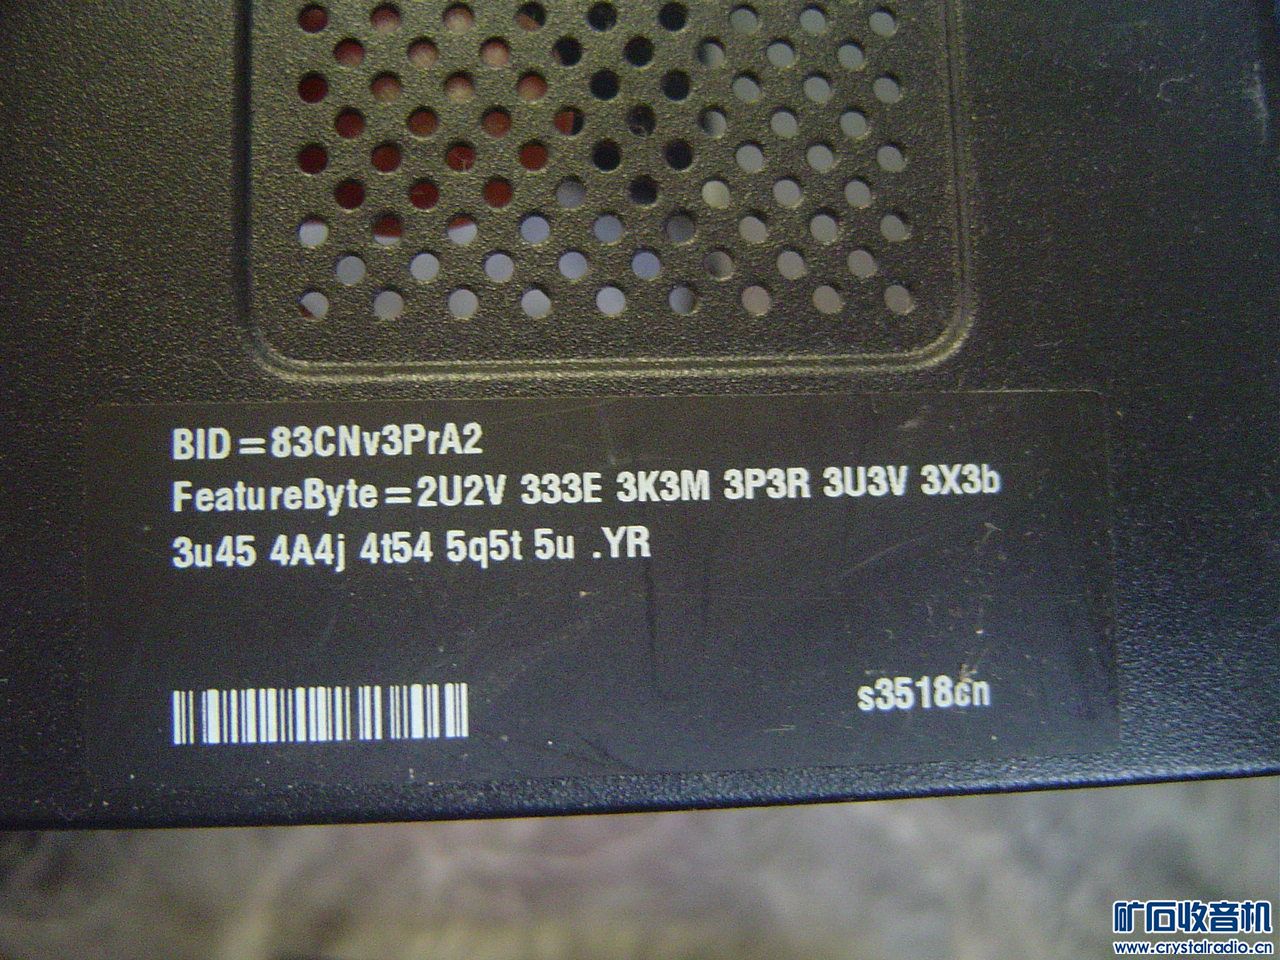 BID=83CNv3PrA2
FeatureByte=2U2V 333E 3K3M 3P3R 3U3V 3X3b
3u45 4A4j 4t54 5q5t 5u .YR
s3518cn
矿石收音机
www.crystalradio.cn